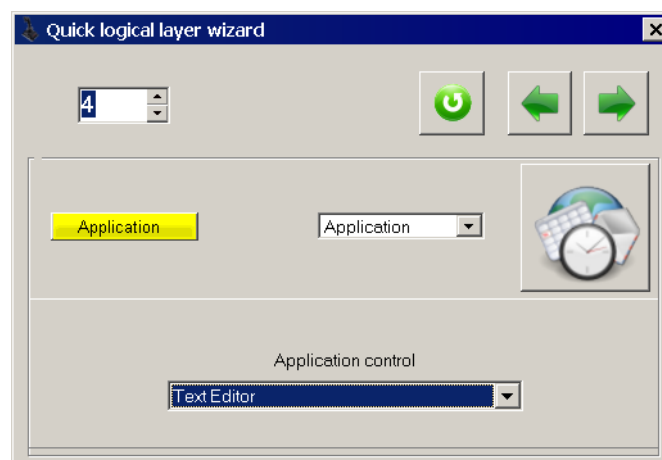 Quick logical layer wizard
4
Application Application
Application control
Text Editor